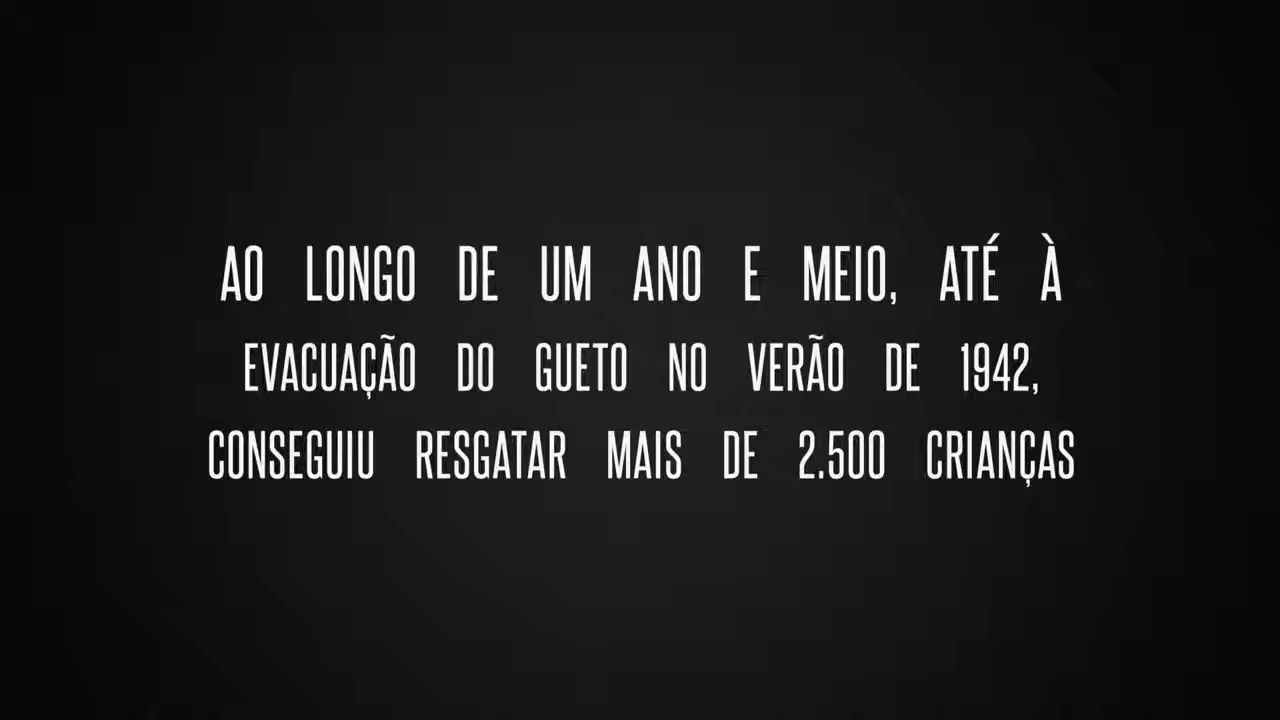 AO LONGO DE UM ANO E MEIO, ATÉ À
EVACUAÇÃO DO GUETO NO VERÃO DE 1942,
CONSEGUIU RESGATAR MAIS DE 2.500 CRIANÇAS